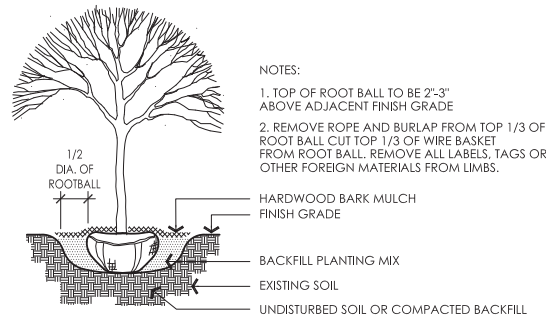 NOTES:
1. TOP OF ROOT BALL TO BE 2"-3"
ABOVE ADJACENT FINISH GRADE
2. REMOVE ROPE AND BURLAP FROM TOP 1/3 OF
ROOT BALL CUT TOP 1/3 OF WIRE BASKET
FROM ROOT BALL. REMOVE ALL LABELS, TAGS OR
OTHER FOREIGN MATERIALS FROM LIMBS.
1/2
DIA. OF
ROOTBALL
HARDWOOD BARK MULCH
FINISH GRADE
BACKFILL PLANTING MIX
EXISTING SOIL
UNDISTURBED SOIL OR COMPACTED BACKFILL